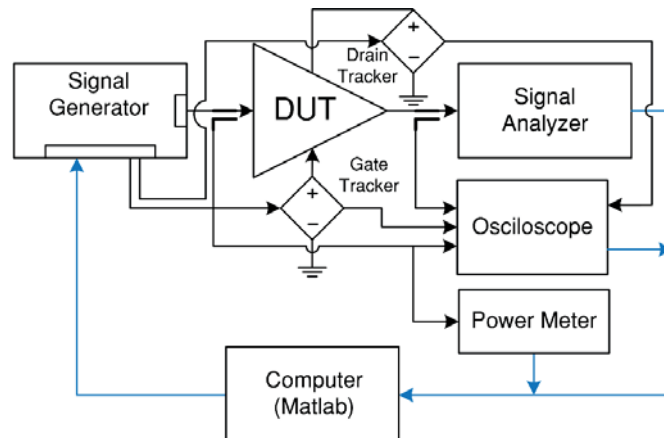 Signal
Generator
DUT
+
−
Drain
Tracker
Signal
Analyzer
Gate
Tracker
+
−
Osciloscope
Power Meter
Computer
(Matlab)